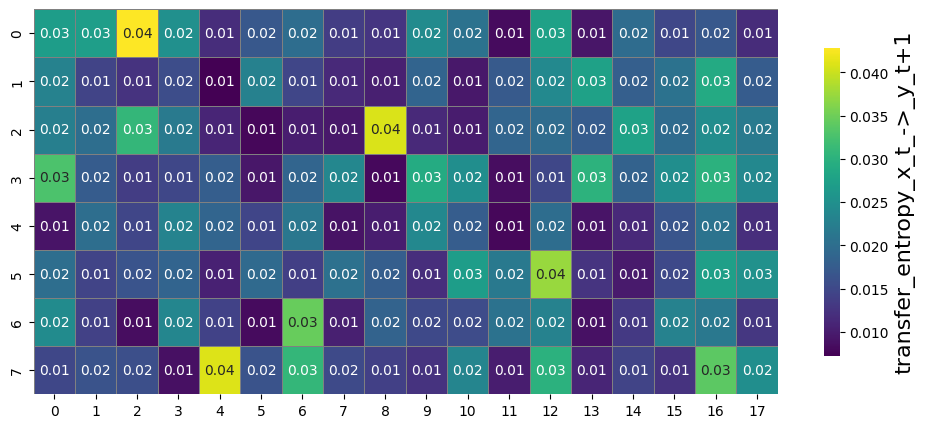 0 0.03 0.03 0.04 0.02 0.01 0.02 0.02 0.01 0.01 0.02 0.02 0.01 0.03 0.01 0.02 0.01 0.02 0.01
1 0.02 0.01 0.01 0.02 0.01 0.02 0.01 0.01 0.01 0.02 0.01 0.02 0.02 0.03 0.02 0.02 0.03 0.02
2 0.02 0.02 0.03 0.02 0.01 0.01 0.01 0.01 0.04 0.01 0.01 0.02 0.02 0.02 0.03 0.02 0.02 0.02
3 0.03 0.02 0.01 0.01 0.02 0.01 0.02 0.02 0.01 0.03 0.02 0.01 0.01 0.03 0.02 0.02 0.03 0.02
4 0.01 0.02 0.01 0.02 0.02 0.01 0.02 0.01 0.01 0.02 0.01 0.01 0.02 0.01 0.01 0.02 0.02 0.01
5 0.02 0.01 0.02 0.02 0.01 0.02 0.01 0.02 0.02 0.01 0.03 0.02 0.04 0.01 0.01 0.02 0.03 0.03
6 0.02 0.01 0.01 0.02 0.01 0.01 0.03 0.01 0.02 0.02 0.02 0.02 0.02 0.01 0.01 0.02 0.02 0.01
7 0.01 0.02 0.02 0.01 0.04 0.02 0.03 0.02 0.01 0.02 0.02 0.01 0.03 0.01 0.01 0.01 0.03 0.02
0 1 2 3 4 5 6 7 8 9 10 11 12 13 14 15 16 17
0.040
0.035
0.030
0.025
0.020
0.015
0.010
transfer_entropy_x_t_->_y_t+1